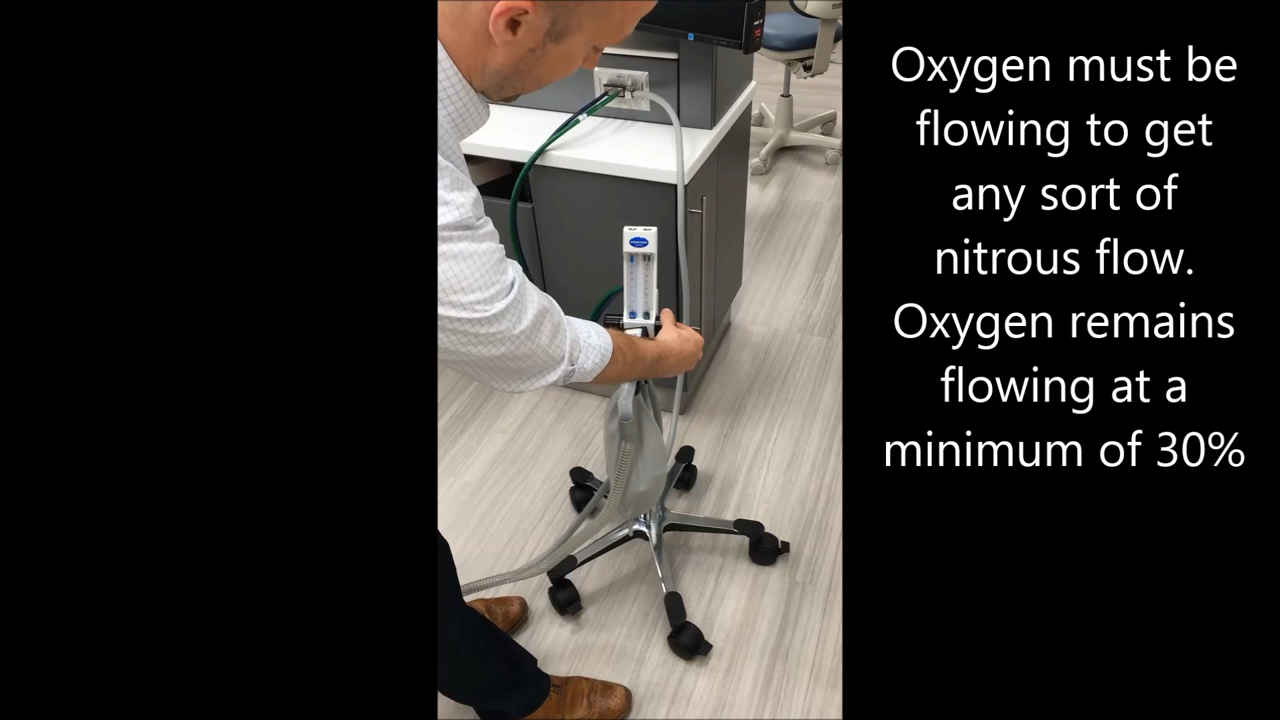 Oxygen must be
flowing to get
any sort of
nitrous flow.
Oxygen remains
flowing at a
minimum of 30%